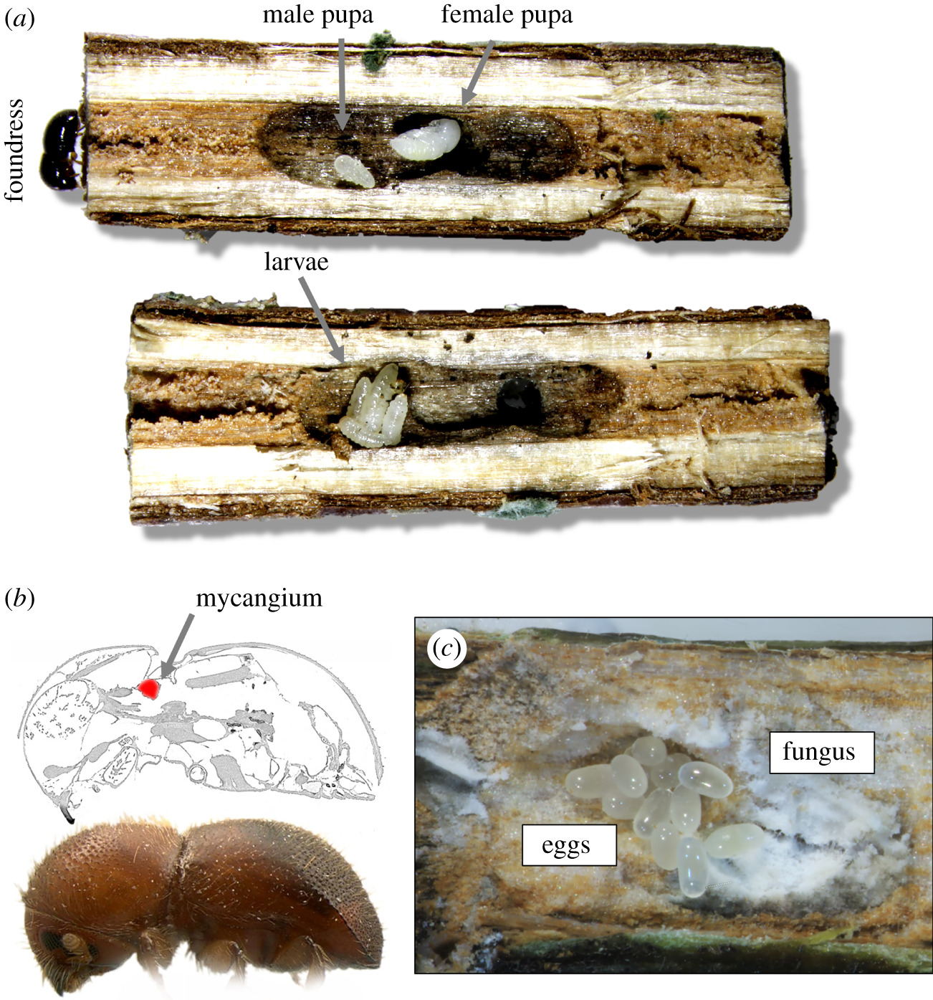 (a)
male pupa
female pupa
foundress
larvae
(b)
mycangium
(c)
fungus
eggs